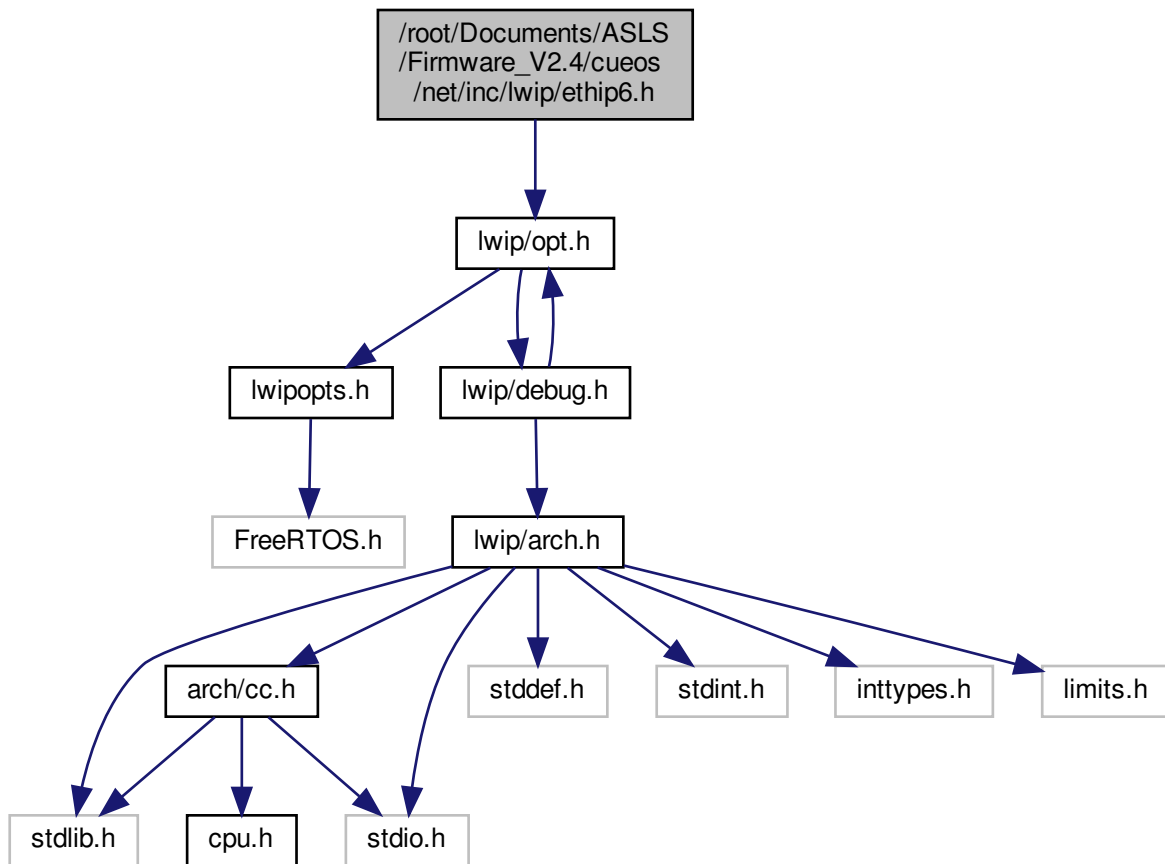 /root/Documents/ASLS
/Firmware_V2.4/cueos
/net/inc/lwip/ethip6.h
lwip/opt.h
lwipopts.h
lwip/debug.h
FreeRTOS.h
lwip/arch.h
arch/cc.h
stddef.h
stdint.h
inttypes.h
limits.h
stdlib.h
cpu.h
stdio.h